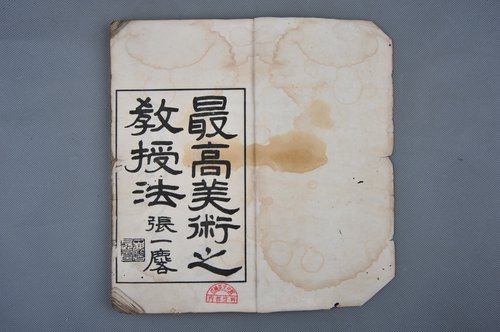 最高美術之
教授法
張一麐